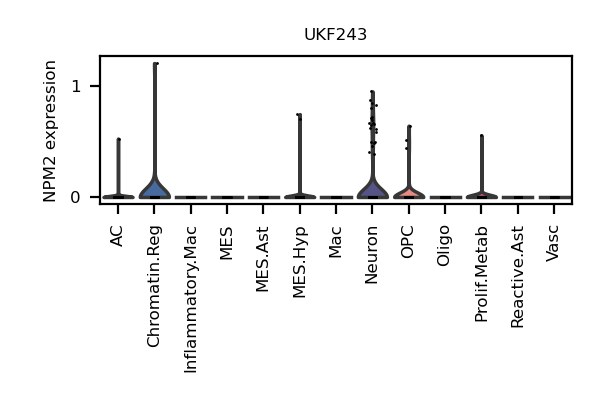 UKF243
NPM2 expression
1
0
AC
Chromatin.Reg
Inflammatory.Mac
MES
MES.Ast
MES.Hyp
Mac
Neuron
OPC
Oligo
Prolif.Metab
Reactive.Ast
Vasc